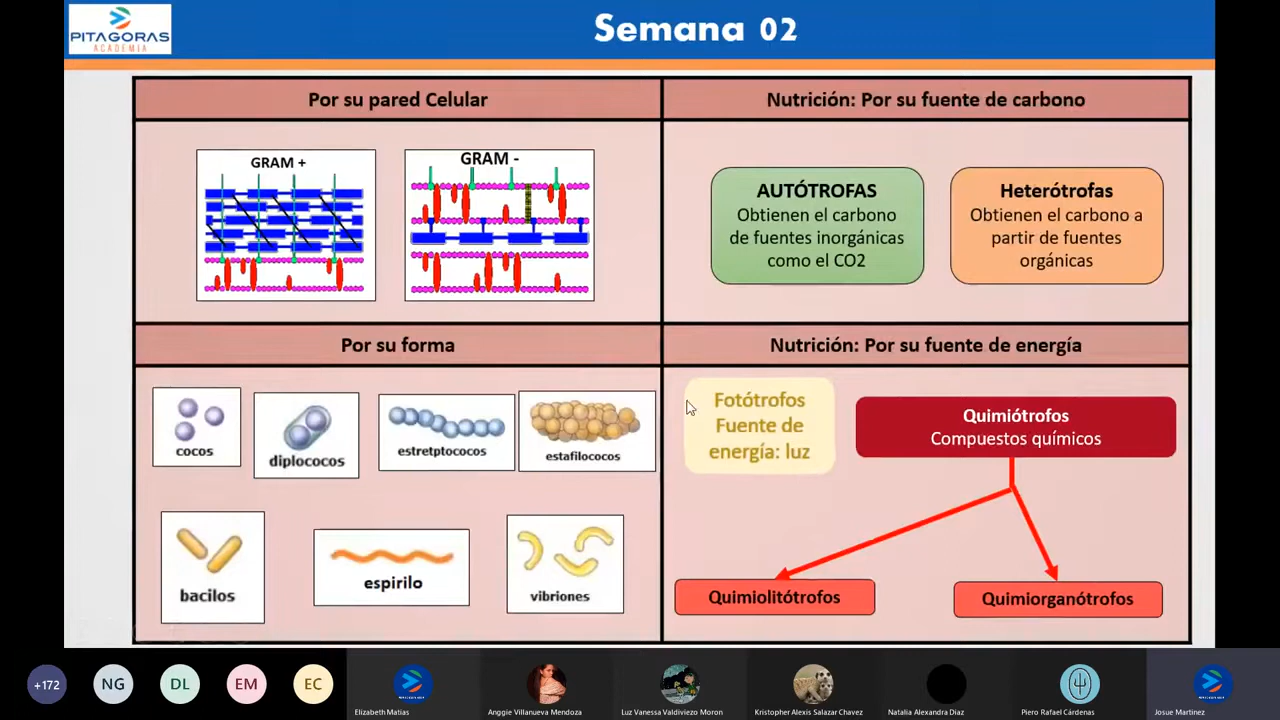 PITAGORAS
ACADEMIA
Semana 02
Por su pared Celular
GRAM +
GRAM -
Nutrición: Por su fuente de carbono
AUTÓTROFAS
Obtienen el carbono
de fuentes inorgánicas
como el CO2
Heterótrofas
Obtienen el carbono a
partir de fuentes
orgánicas
Por su forma
cocos
diplococos
estretptococos
estafilococos
bacilos
espirilo
vibriones
Nutrición: Por su fuente de energía
Fotótrofos
Fuente de
energía: luz
Quimiótrofos
Compuestos químicos
Quimiolitótrofos
Quimiorganótrofos
+172
NG
DL
EM
EC
Elizabeth Matias
Anggie Villanueva Mendoza
Luz Vanessa Valdiviezo Moron
Kristopher Alexis Salazar Chavez
Natalia Alexandra Diaz
Piero Rafael Cárdenas
Josue Martinez